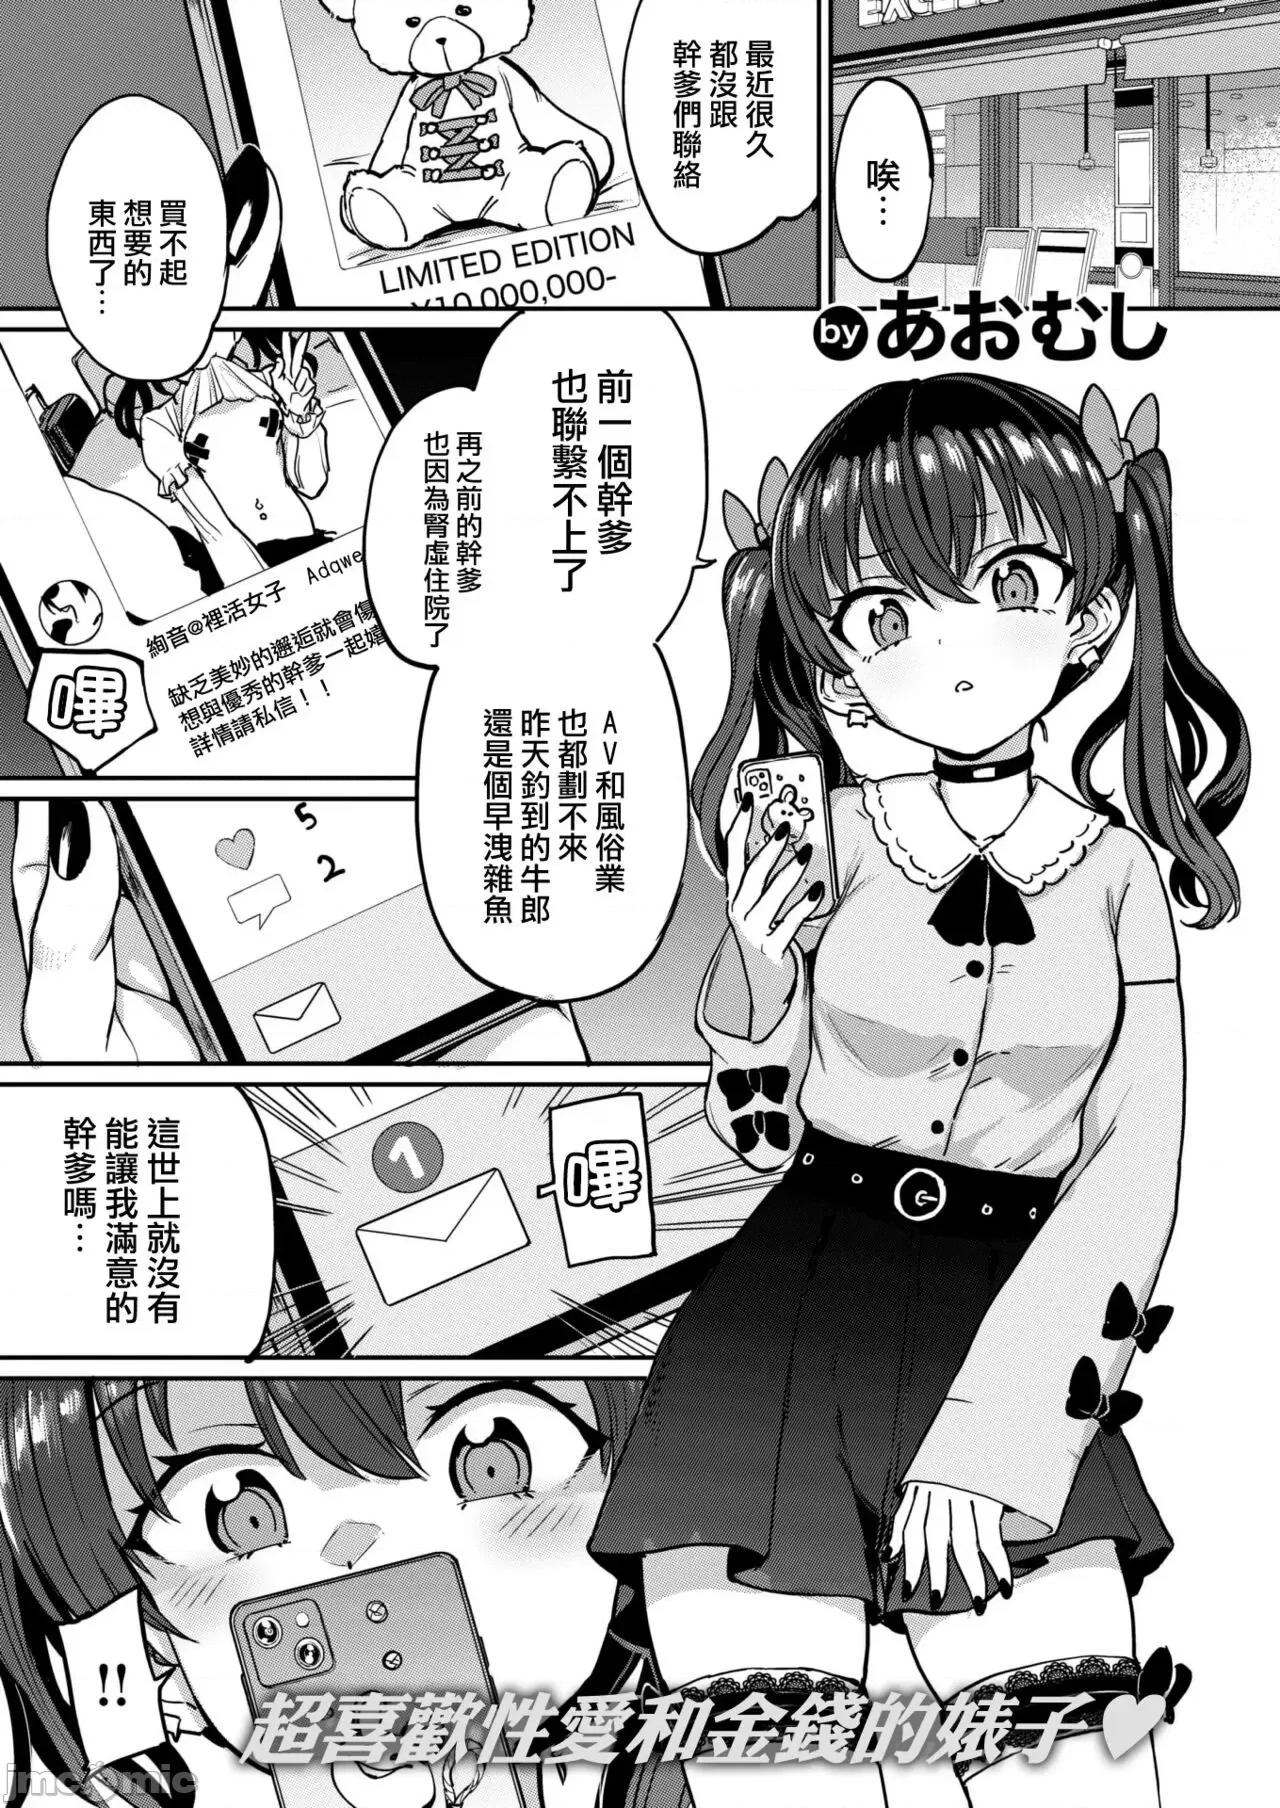 EXCELS
唉…
最近很久
都沒跟
幹爹們聯絡
LIMITED EDITION
¥10,000,000-
買不起
想要的
東西了…
by あおむし
前一個幹爹
也聯繫不上了
再之前的幹爹
也因為腎虛住院了
AV和風俗業
也都劃不來
昨天釣到的牛郎
還是個早洩雜魚
絢音@裡活女子 Adqwe
缺乏美妙的邂逅就會傷
想與優秀的幹爹一起嬉
詳情請私信！！
嗶
5
2
1
嗶
這世上就沒有
能讓我滿意的
幹爹嗎…
!!
超喜歡性愛和金錢的婊子♥
jmcomic